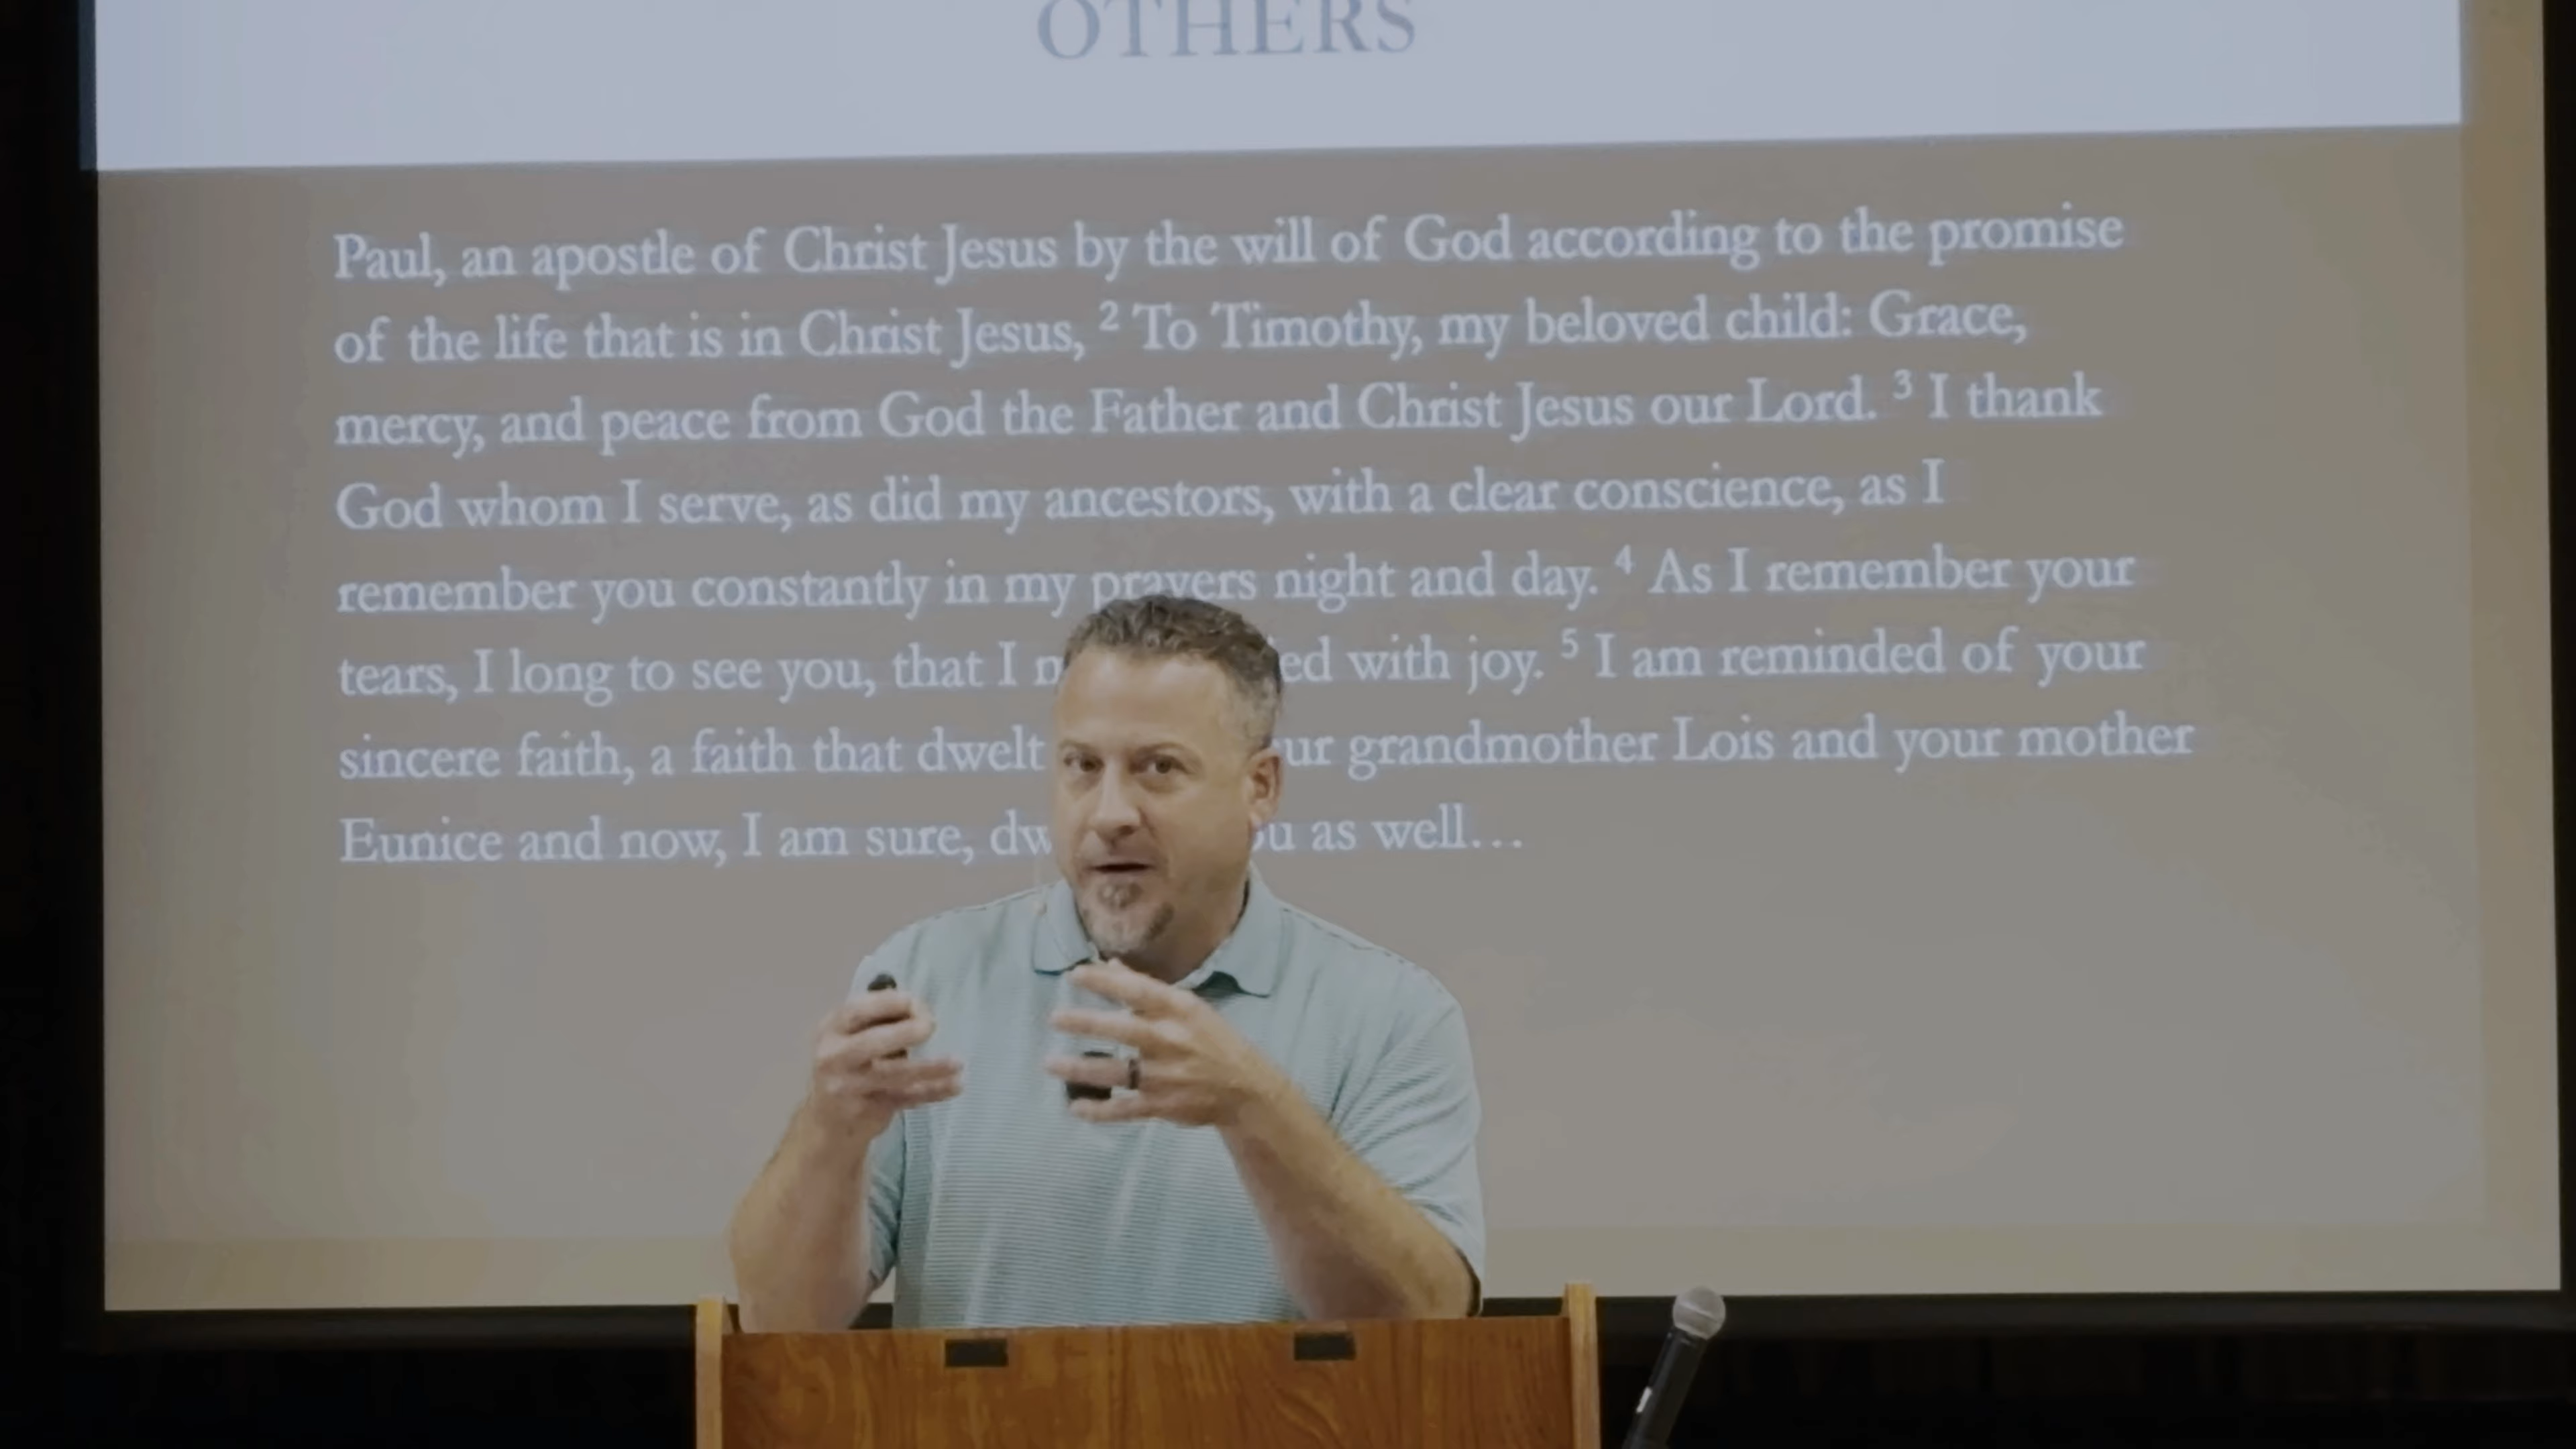 OTHERS
Paul, an apostle of Christ Jesus by the will of God according to the promise
of the life that is in Christ Jesus, ² To Timothy, my beloved child: Grace,
mercy, and peace from God the Father and Christ Jesus our Lord. ³ I thank
God whom I serve, as did my ancestors, with a clear conscience, as I
remember you constantly in my prayers night and day. ⁴ As I remember your
tears, I long to see you, that I with joy. ⁵ I am reminded of your
sincere faith, a faith that dwelt grandmother Lois and your mother
Eunice and now, I am sure, as well…